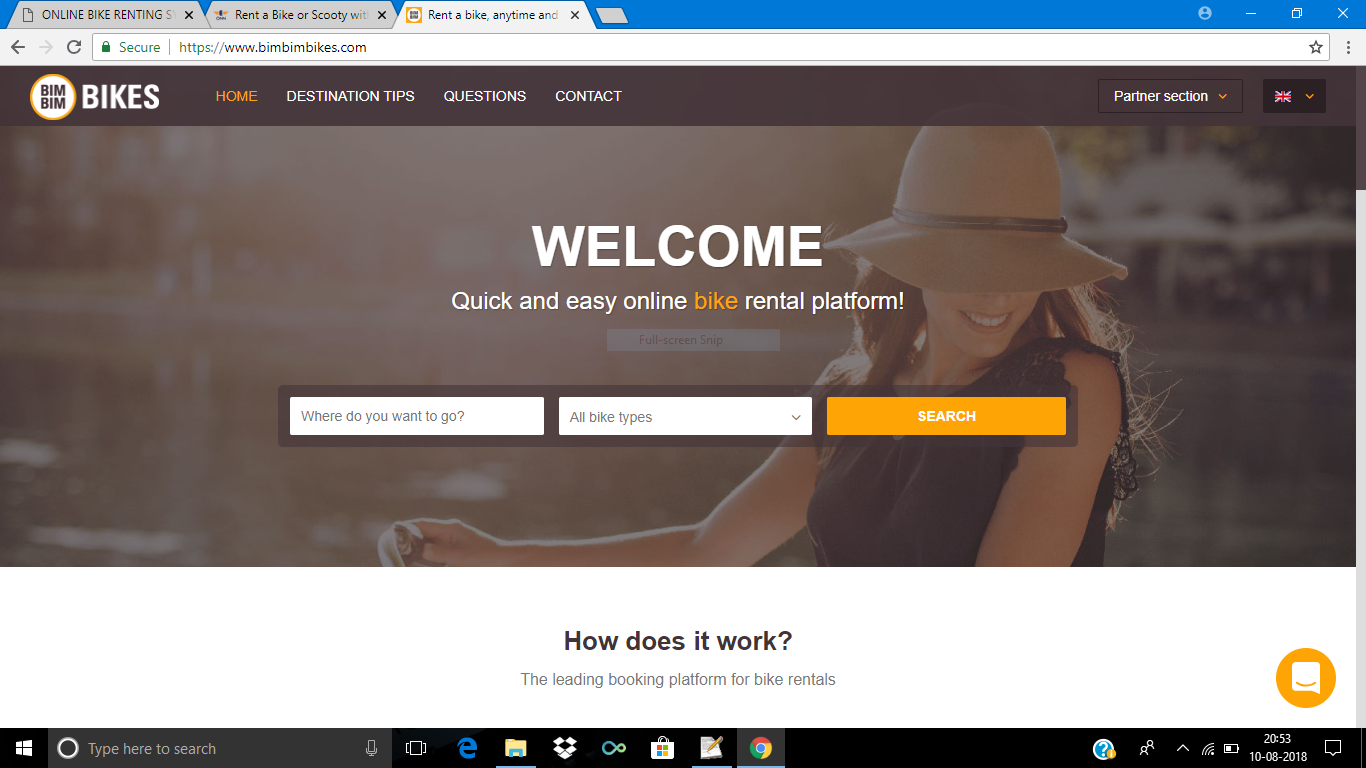 ONLINE BIKE RENTING S
Rent a Bike or Scooty wit
Rent a bike, anytime and
Secure
https://www.bimbimbikes.com
BIM BIM BIKES
HOME
DESTINATION TIPS
QUESTIONS
CONTACT
Partner section
WELCOME
Quick and easy online bike rental platform!
Full-screen Snip
Where do you want to go?
All bike types
SEARCH
How does it work?
The leading booking platform for bike rentals
Type here to search
20:53
10-08-2018